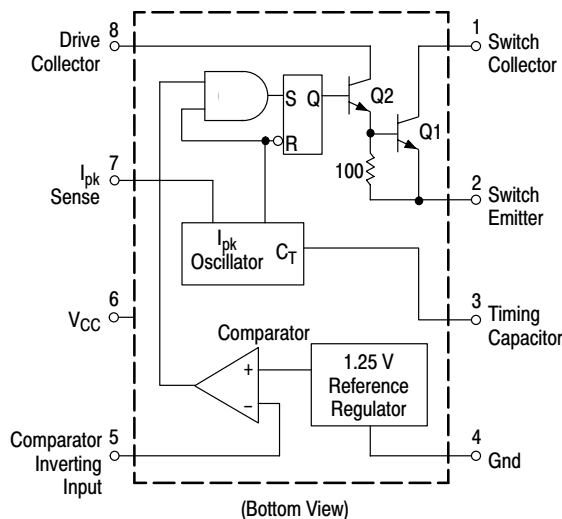 8
Drive
Collector
1
Switch
Collector
S Q
R
Q2
Q1
100
7
Ipk
Sense
2
Switch
Emitter
Ipk
Oscillator
CT
6
VCC
3
Timing
Capacitor
Comparator
+
−
1.25 V
Reference
Regulator
5
Comparator
Inverting
Input
4
Gnd
(Bottom View)